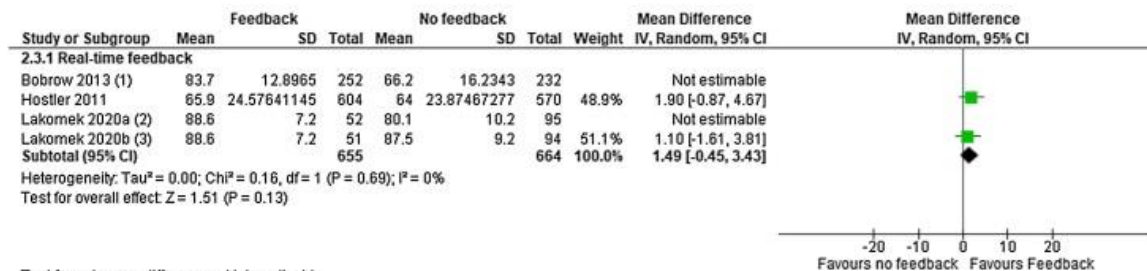 Feedback No feedback Mean Difference Mean Difference
Study or Subgroup Mean SD Total Mean SD Total Weight IV, Random, 95% CI IV, Random, 95% CI
2.3.1 Real-time feedback
Bobrow 2013 (1) 83.7 12.8965 252 66.2 16.2343 232 Not estimable
Hostler 2011 65.9 24.57641145 604 64 23.87467277 570 48.9% 1.90 [-0.87, 4.67]
Lakomek 2020a (2) 88.6 7.2 52 80.1 10.2 95 Not estimable
Lakomek 2020b (3) 88.6 7.2 51 87.5 9.2 94 51.1% 1.10 [-1.61, 3.81]
Subtotal (95% CI) 655 664 100.0% 1.49 [-0.45, 3.43]
Heterogeneity: Tau² = 0.00; Chi² = 0.16, df = 1 (P = 0.69); I² = 0%
Test for overall effect: Z = 1.51 (P = 0.13)
-20 -10 0 10 20
Favours no feedback Favours Feedback